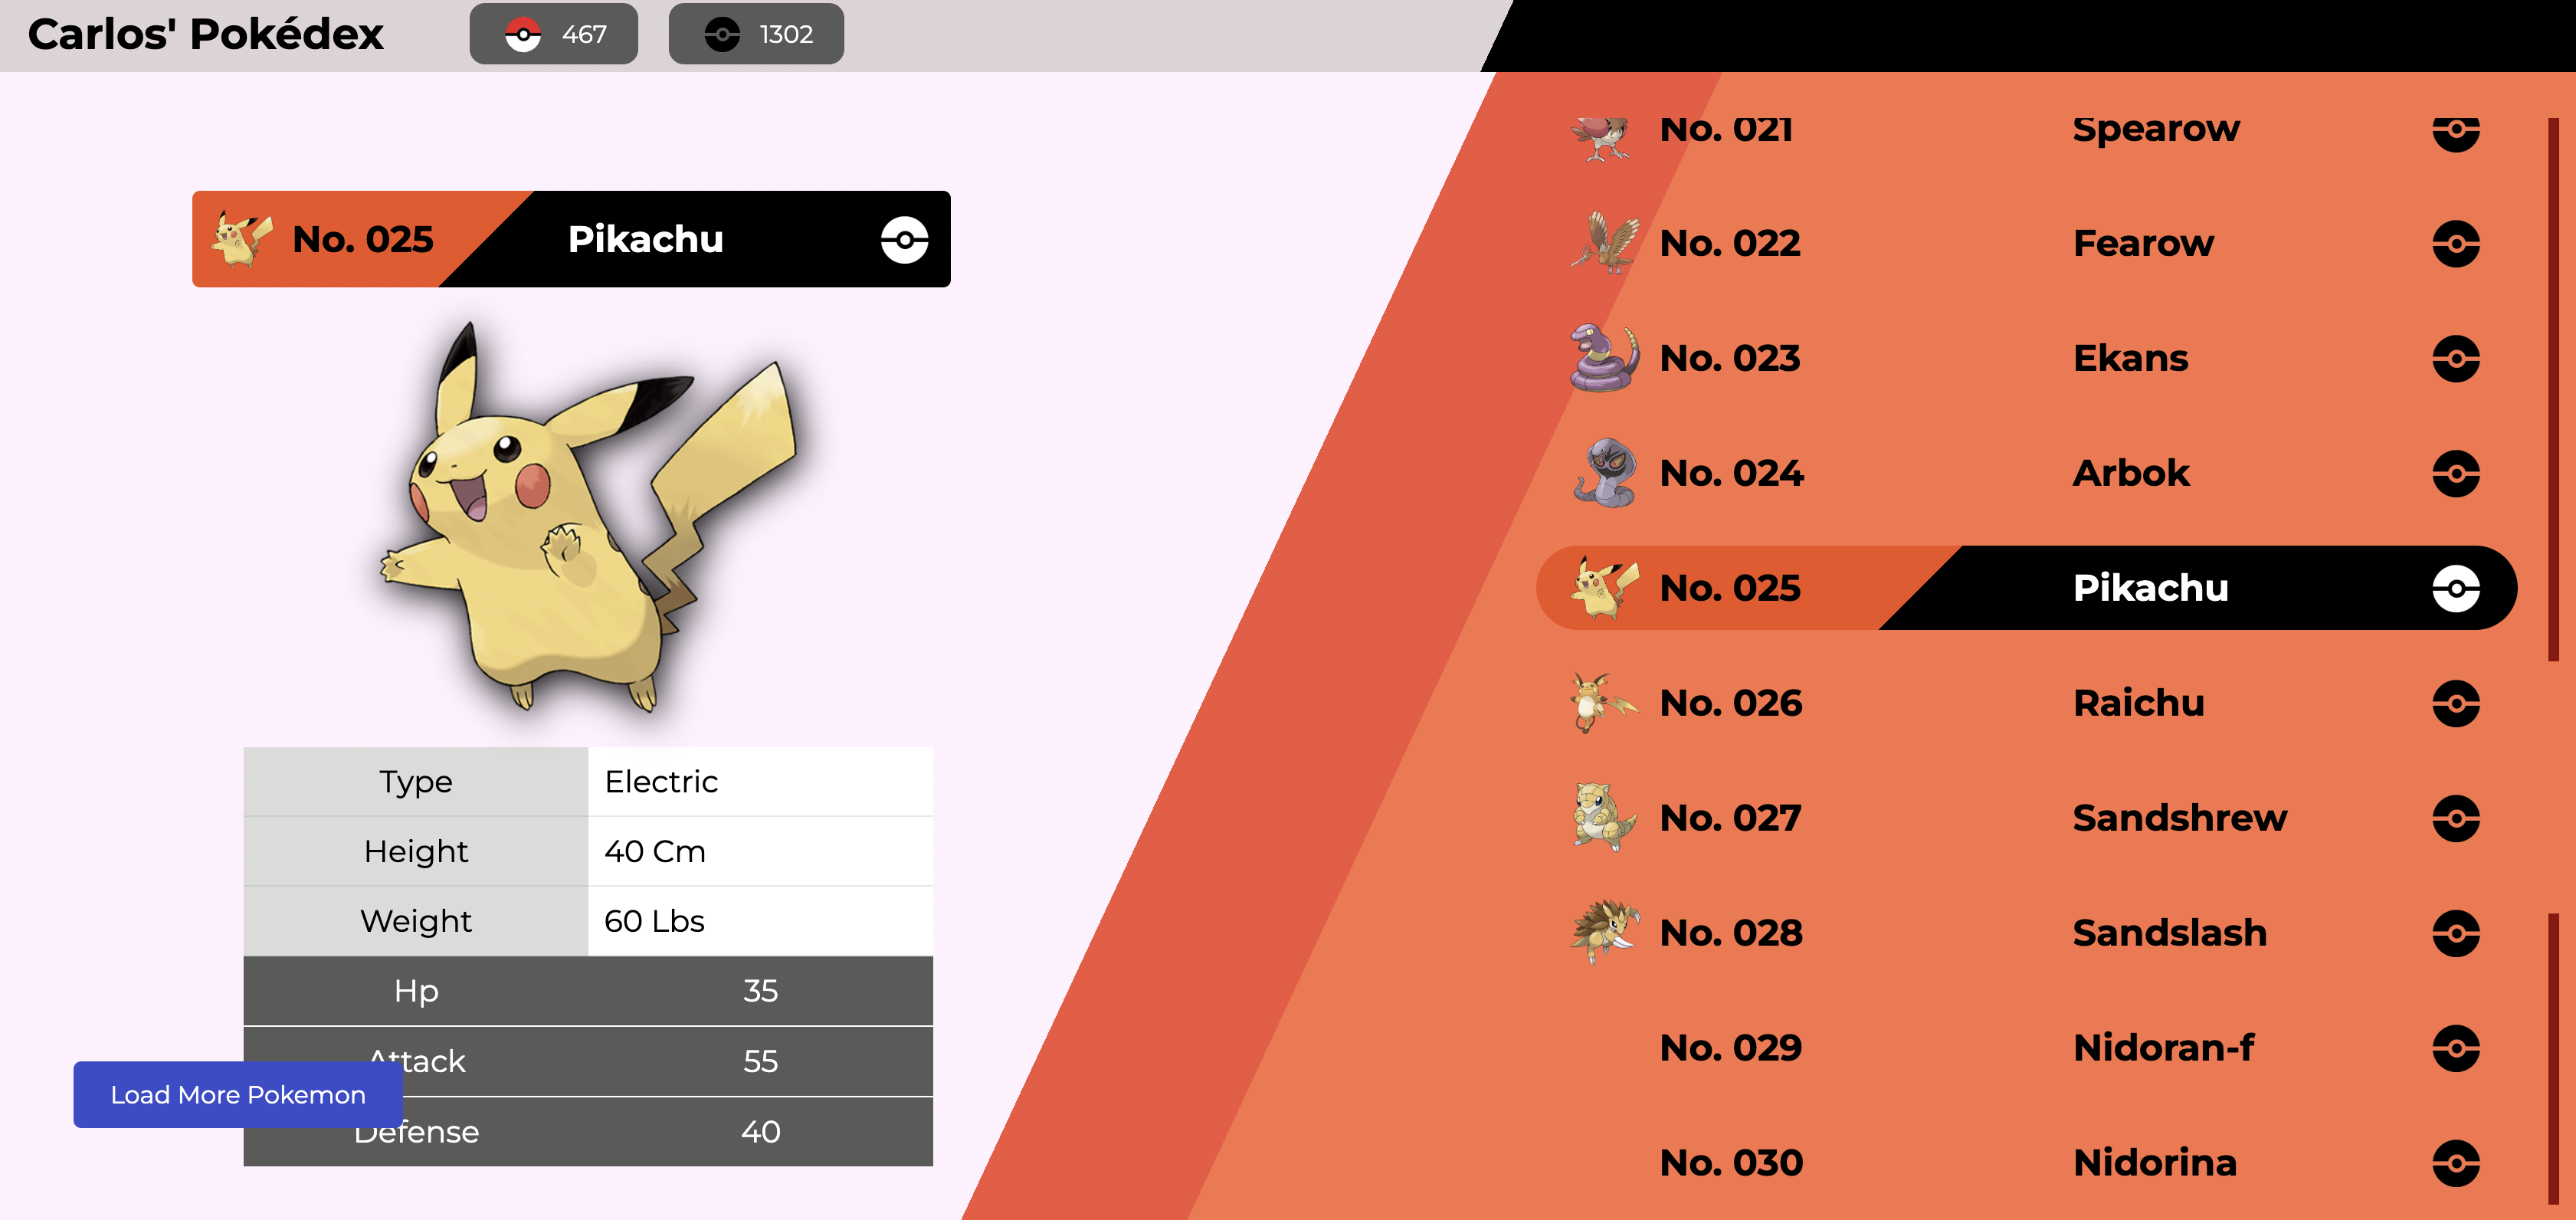 Carlos' Pokédex
467
1302
No. 025 Pikachu
Type Electric
Height 40 Cm
Weight 60 Lbs
Hp 35
Attack 55
Load More Pokemon
Defense 40
No. 021 Spearow
No. 022 Fearow
No. 023 Ekans
No. 024 Arbok
No. 025 Pikachu
No. 026 Raichu
No. 027 Sandshrew
No. 028 Sandslash
No. 029 Nidoran-f
No. 030 Nidorina